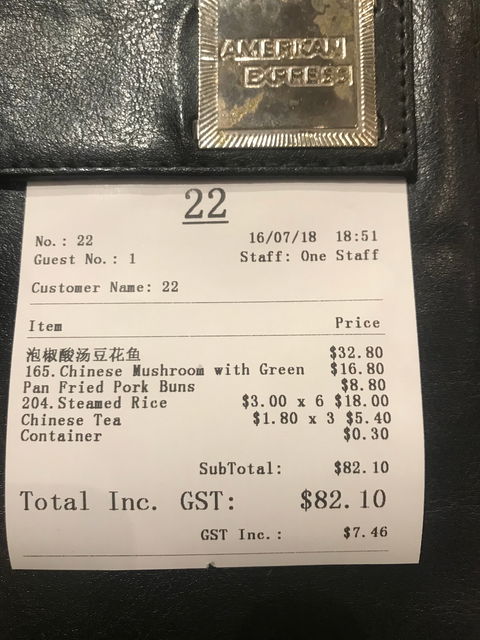 AMERICAN
EXPRESS
22
No.: 22 16/07/18 18:51
Guest No.: 1 Staff: One Staff
Customer Name: 22
Item Price
泡椒酸汤豆花鱼 $32.80
165.Chinese Mushroom with Green $16.80
Pan Fried Pork Buns $8.80
204.Steamed Rice $3.00 x 6 $18.00
Chinese Tea $1.80 x 3 $5.40
Container $0.30
SubTotal: $82.10
Total Inc. GST: $82.10
GST Inc.: $7.46